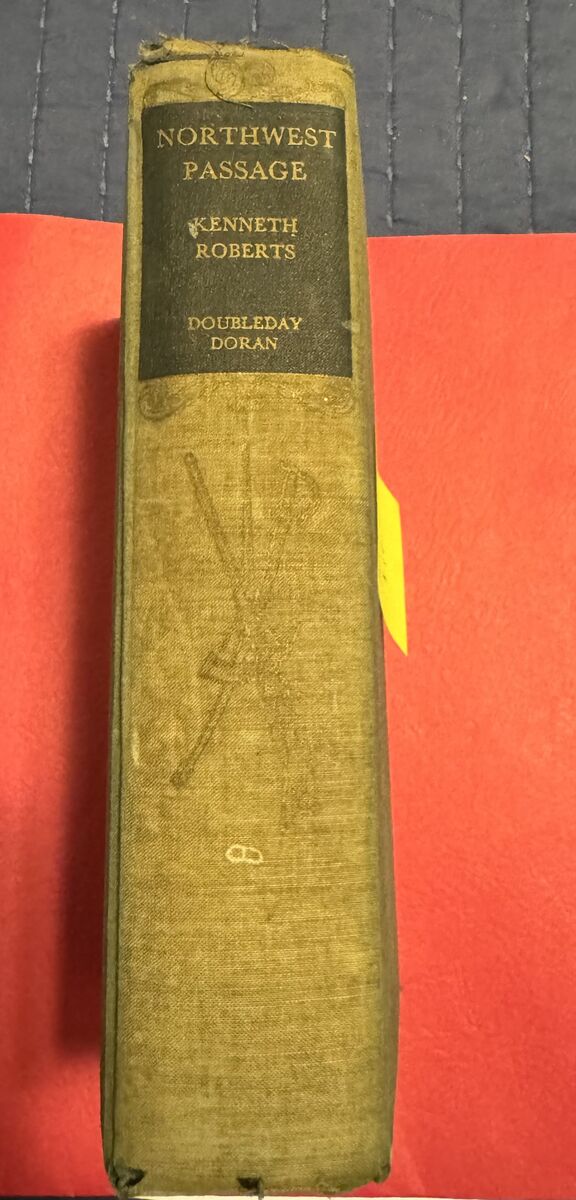 NORTHWEST
PASSAGE
KENNETH
ROBERTS
DOUBLEDAY
DORAN